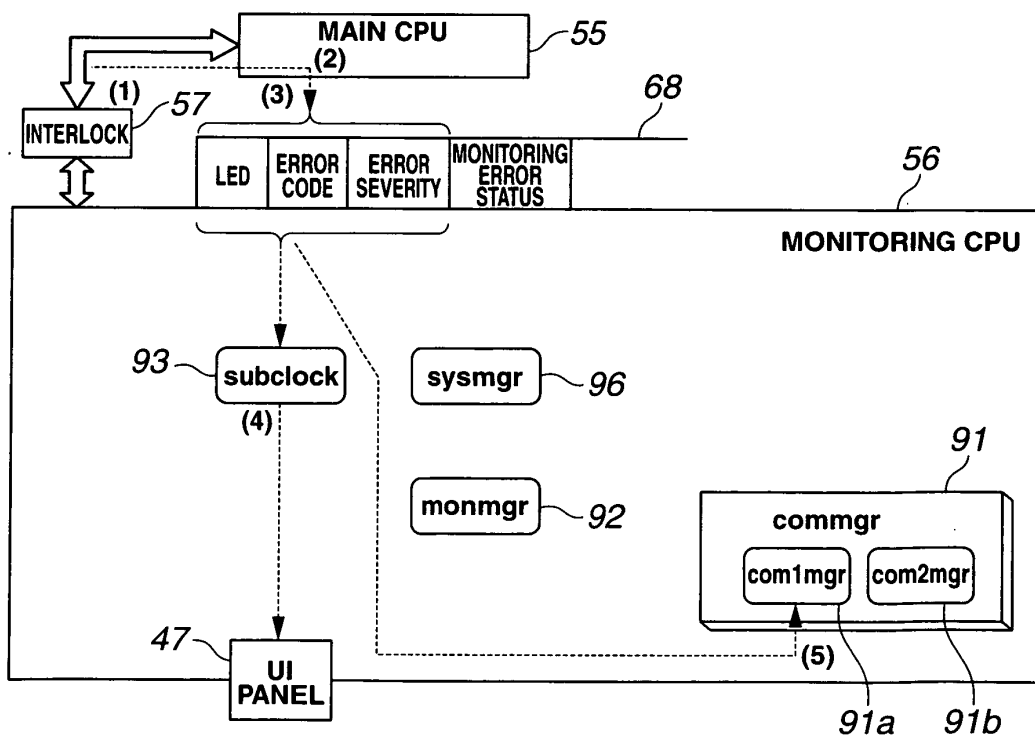 MAIN CPU
55
(2)
(1)
57
(3)
68
INTERLOCK
LED
ERROR
CODE
ERROR
SEVERITY
MONITORING
ERROR
STATUS
56
MONITORING CPU
93
subclock
sysmgr
96
(4)
91
monmgr
92
commgr
com1mgr
com2mgr
47
UI
PANEL
(5)
91a
91b